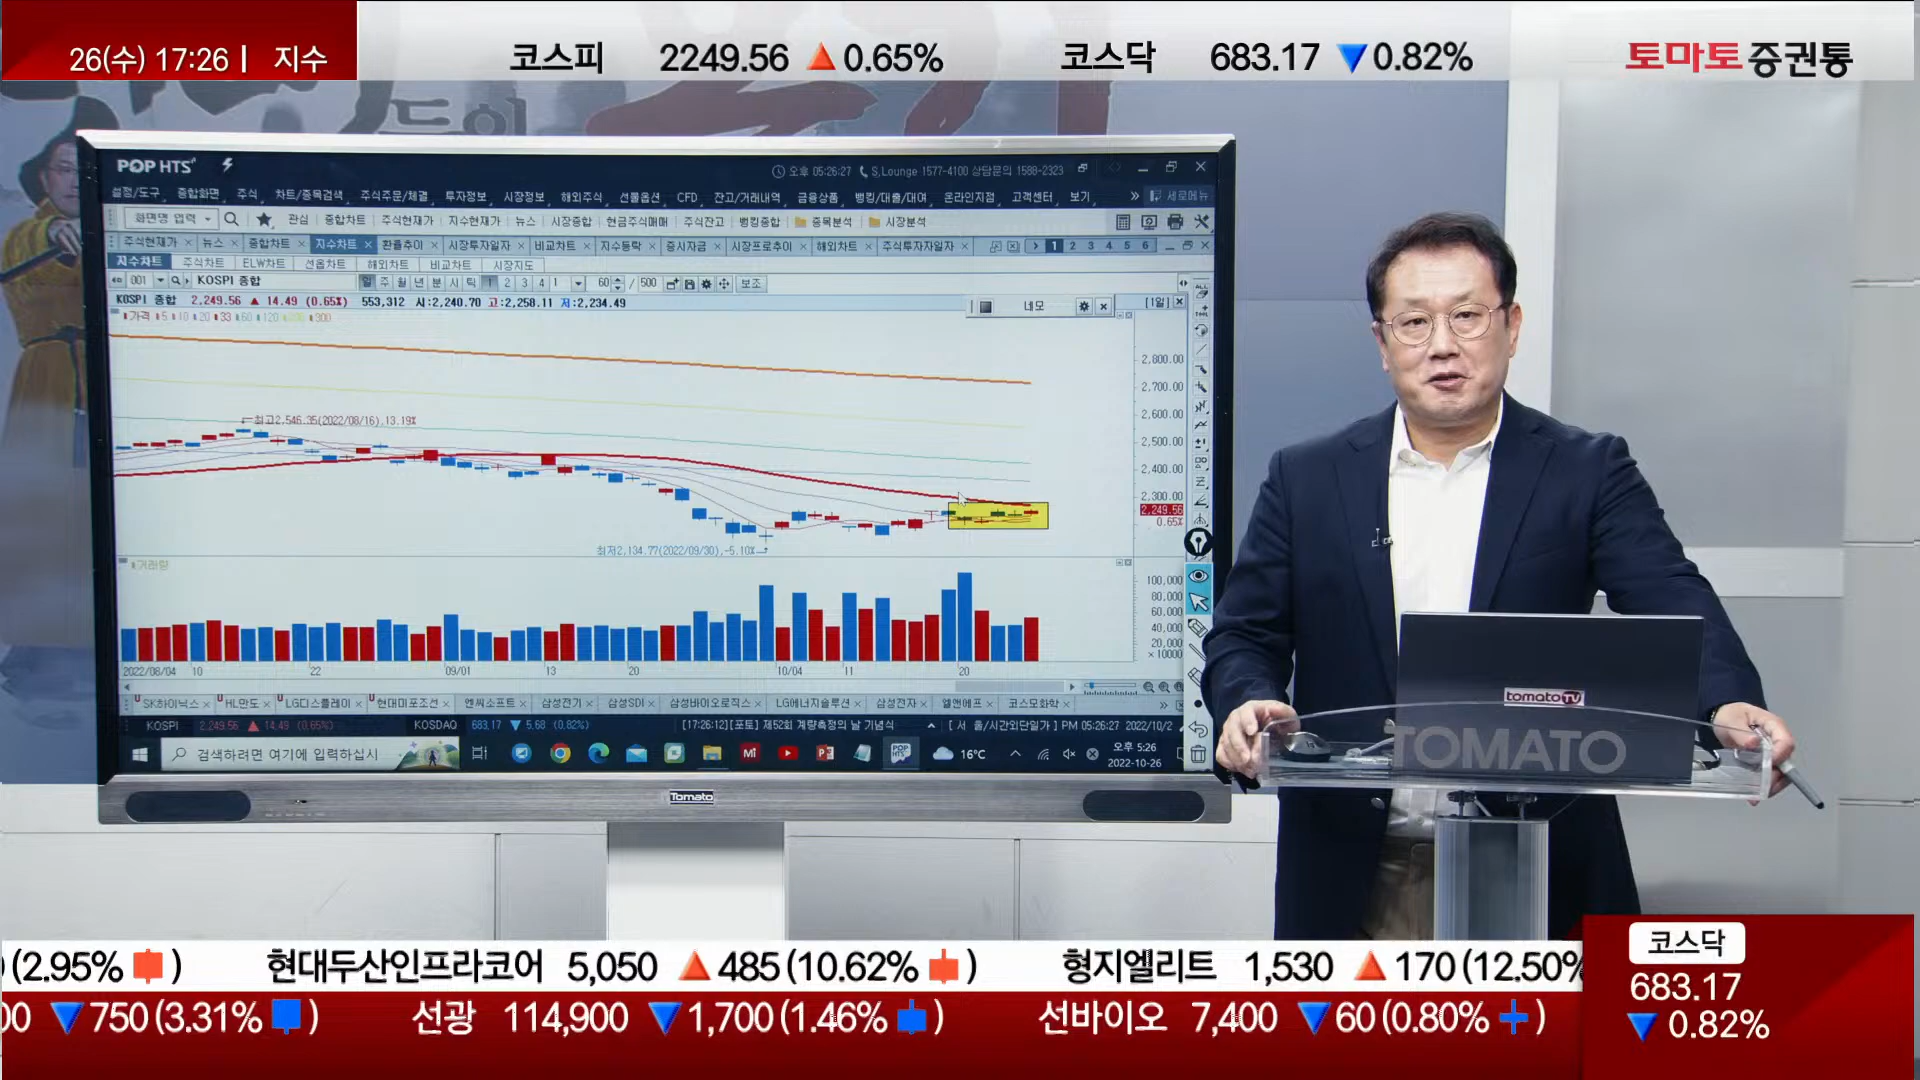 26(수) 17:26 | 지수
코스피 2249.56 ▲ 0.65% 코스닥 683.17 ▼ 0.82%
토마토증권통
POP HTS
오후 05:26:27 S,Lounge 1577-4100 상담문의 1588-2323
설정/도구 종합화면 주식 차트/종목검색 주식주문/체결 투자정보 시장정보 해외주식 선물옵션 CFD 잔고/거래내역 금융상품 뱅킹/대출/대여 온라인지점 고객센터 보기 » 세로메뉴
화면명 입력 관심 종합차트 주식현재가 지수현재가 뉴스 시장종합 현금주식매매 주식잔고 뱅킹종합 종목분석 시장분석
주식현재가 × 뉴스 × 종합차트 × 지수차트 × 환율추이 × 시장투자일자 × 비교차트 × 지수등락 × 증시자금 × 시장프로추이 × 해외차트 × 주식투자자일자 × 1 2 3 4 5 6
지수차트 주식차트 ELW차트 선옵차트 해외차트 비교차트 시장지도
001 KOSPI 종합 일 주 월 년 분 시 틱 1 2 3 4 1 60 / 500 보조
KOSPI 종합 2,249.56 ▲ 14.49 (0.65%) 553,312 시:2,240.70 고:2,258.11 저:2,234.49
네모
[1일]
가격 5 10 20 33 60 120 300
2,800.00
2,700.00
2,600.00
최고2,546.35(2022/08/16),13.19%
2,500.00
2,400.00
2,300.00
2,249.56
0.65%
최저2,134.77(2022/09/30),-5.10%
거래량
100,000
80,000
60,000
40,000
20,000
×10000
2022/08/04 10 22 09/01 13 20 10/04 11 20
SK하이닉스 × HL만도 × LG디스플레이 × 현대미포조선 × 엔씨소프트 × 삼성전기 × 삼성SDI × 삼성바이오로직스 × LG에너지솔루션 × 삼성전자 × 엘앤에프 × 코스모화학 ×
KOSPI 2,249.56 ▲ 14.49 (0.65%) KOSDAQ 683.17 ▼ 5.68 (0.82%) [17:26:12][포토] 제52회 계량측정의 날 기념식 [ 서 울/시간외단일가 ] PM 05:26:27 2022/10/2
검색하려면 여기에 입력하십시 16°C 오후 5:26
2022-10-26
Tomato
tomatoTV
TOMATO
(2.95% ) 현대두산인프라코어 5,050 ▲ 485(10.62% ) 형지엘리트 1,530 ▲ 170(12.50%
00 ▼ 750(3.31% ) 선광 114,900 ▼ 1,700(1.46% ) 선바이오 7,400 ▼ 60(0.80% )
코스닥
683.17
▼ 0.82%